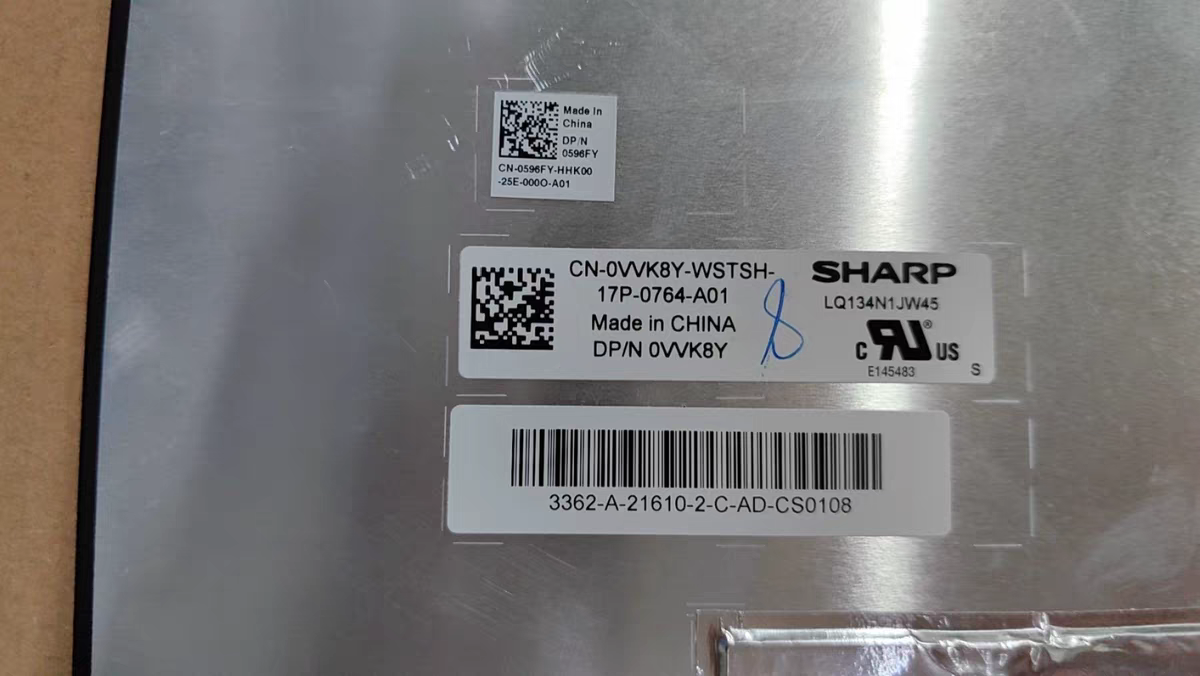 Made in
China
DP/N
0596FY
CN-0596FY-HHK00
-25E-000O-A01
CN-0VVK8Y-WSTSH-
17P-0764-A01
Made in CHINA
DP/N 0VVK8Y
8
SHARP
LQ134N1JW45
c RU ® US
E145483
S
3362-A-21610-2-C-AD-CS0108